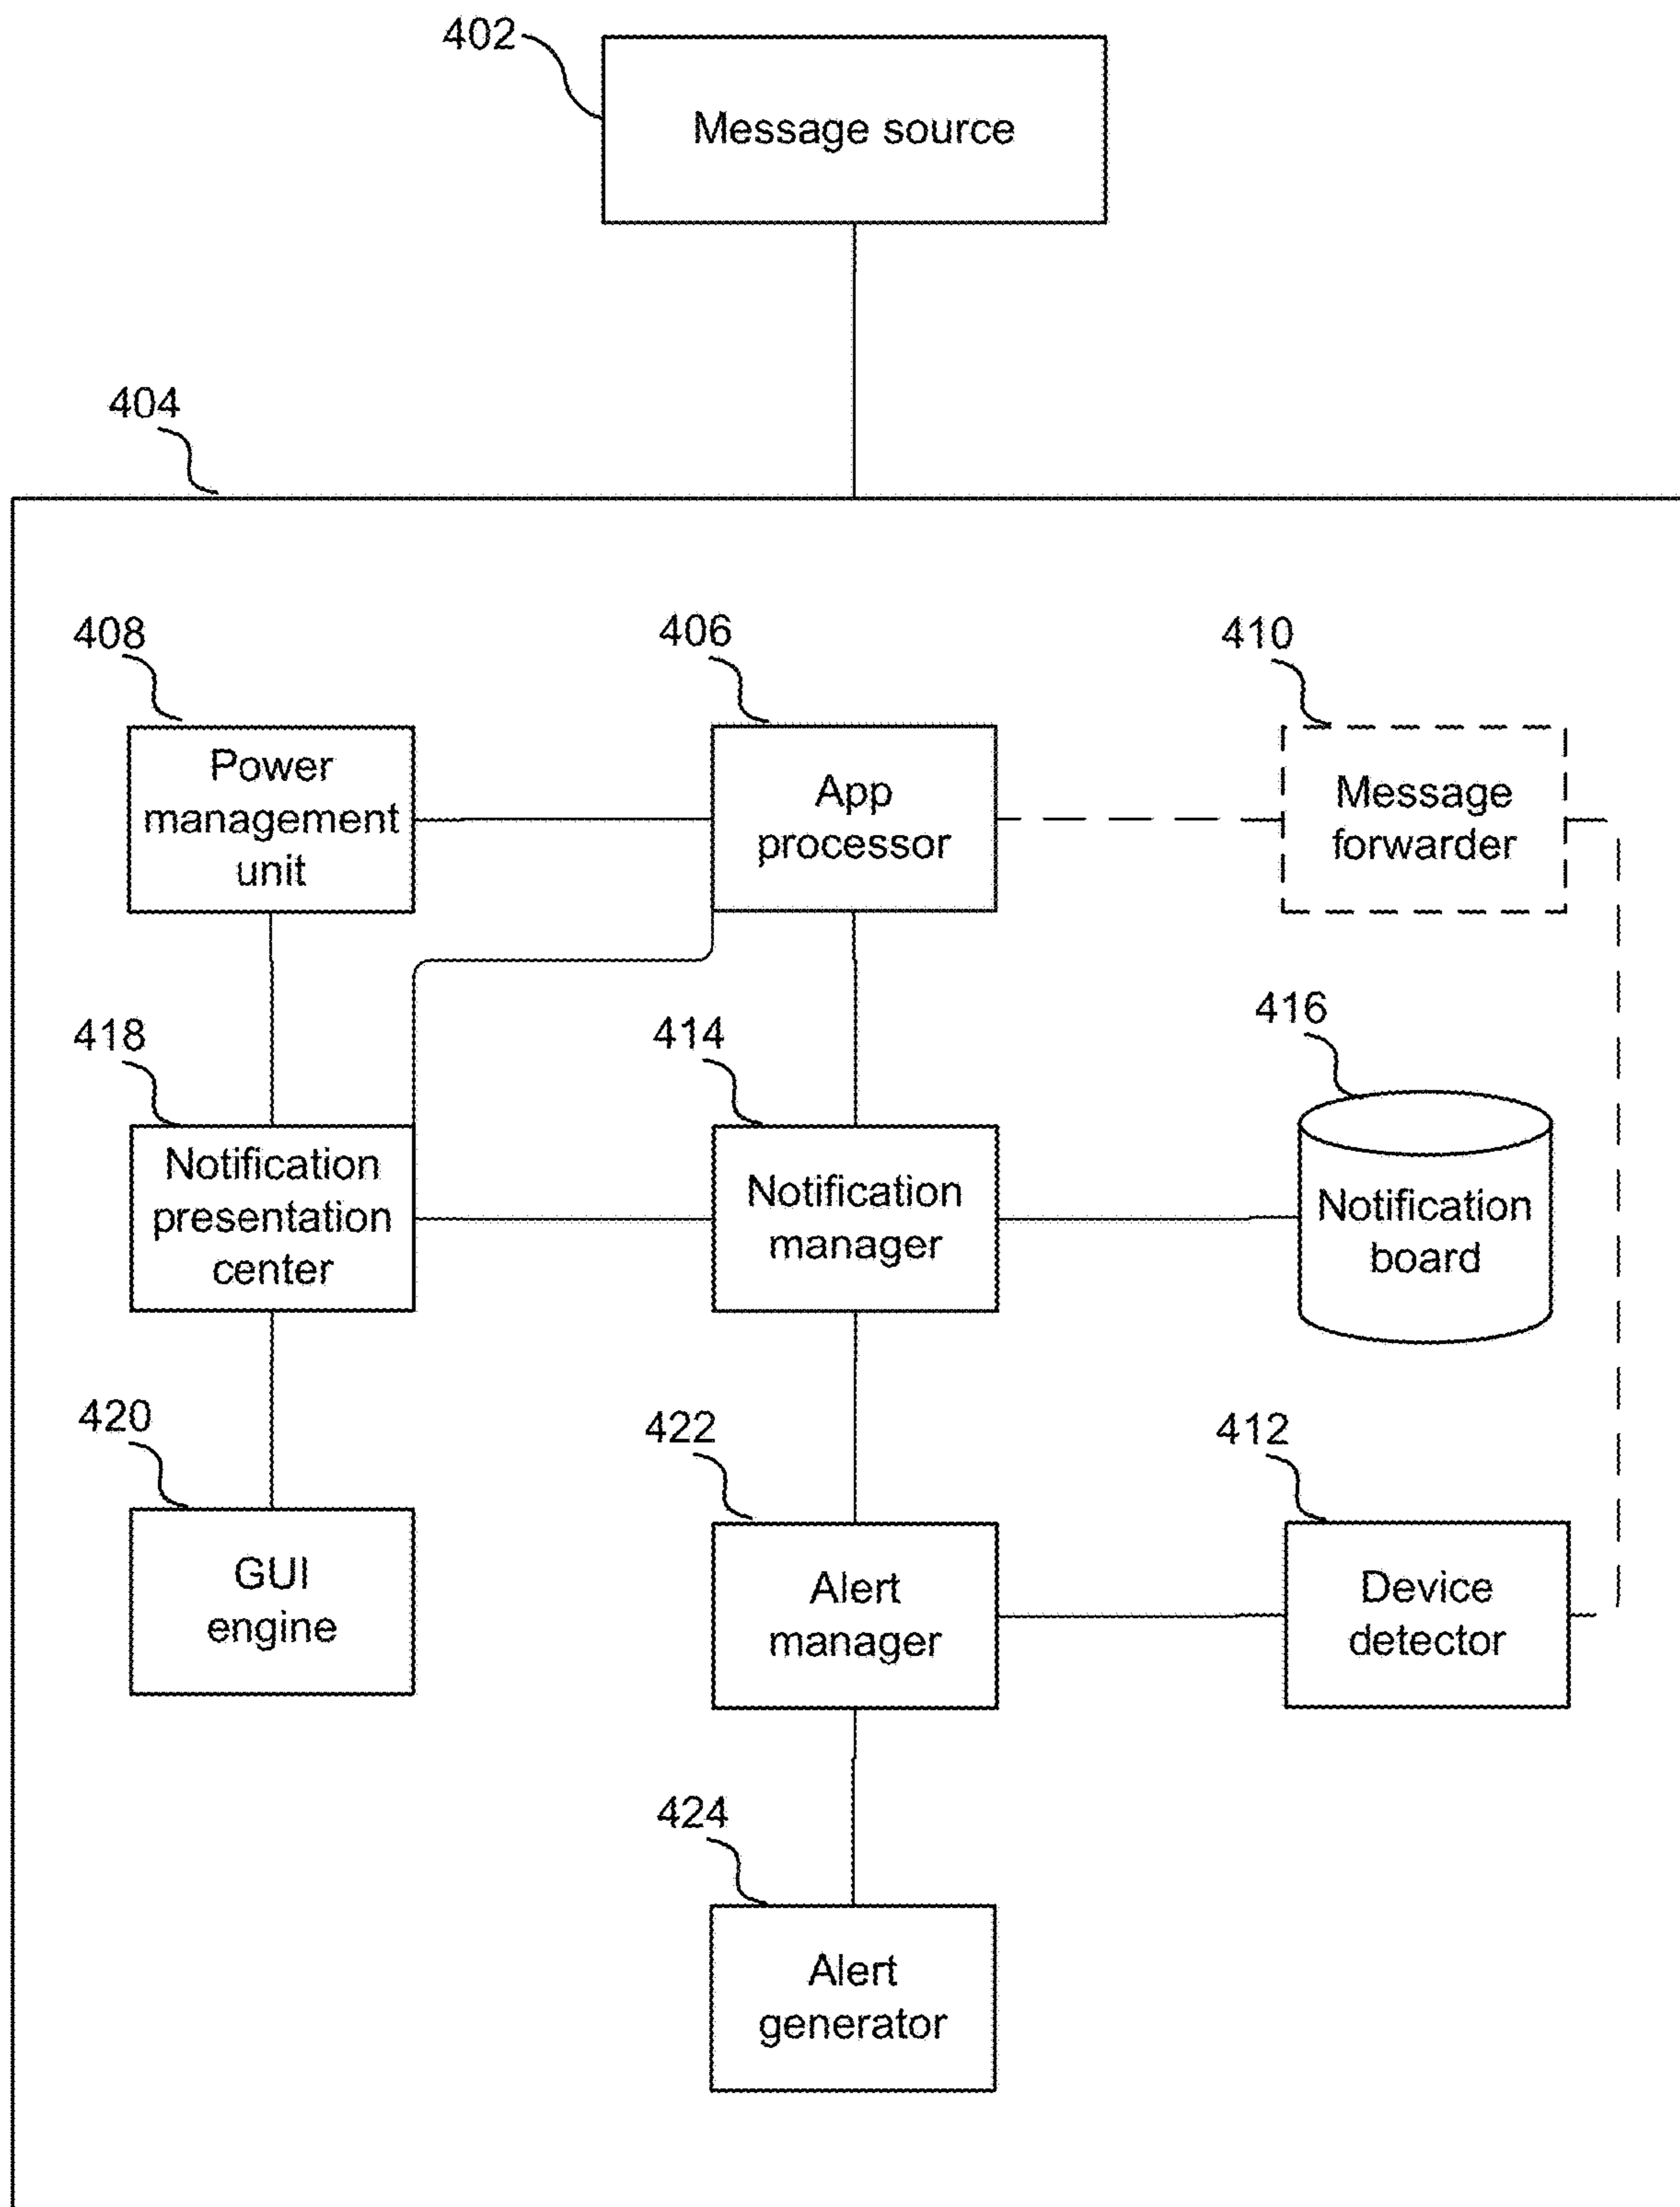 402
Message source
404
408
406
410
Power
management
unit
App
processor
Message
forwarder
418
414
416
Notification
presentation
center
Notification
manager
Notification
board
420
422
412
GUI
engine
Alert
manager
Device
detector
424
Alert
generator